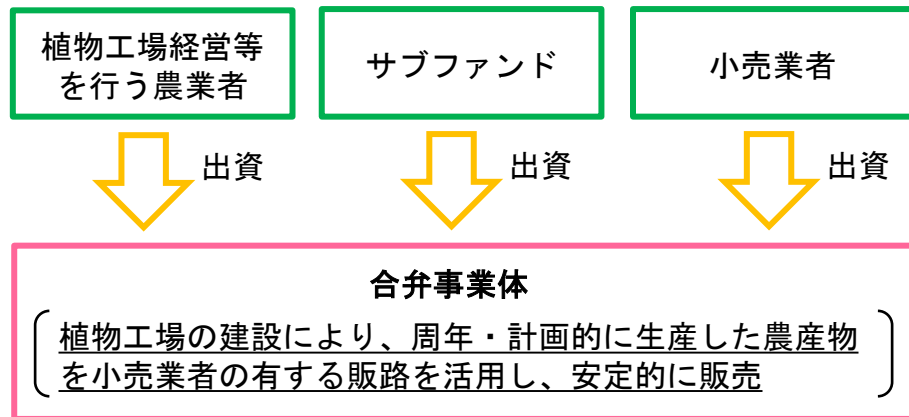 植物工場経営等
を行う農業者
サブファンド
小売業者
出資
出資
出資
合弁事業体
植物工場の建設により、周年・計画的に生産した農産物
を小売業者の有する販路を活用し、安定的に販売